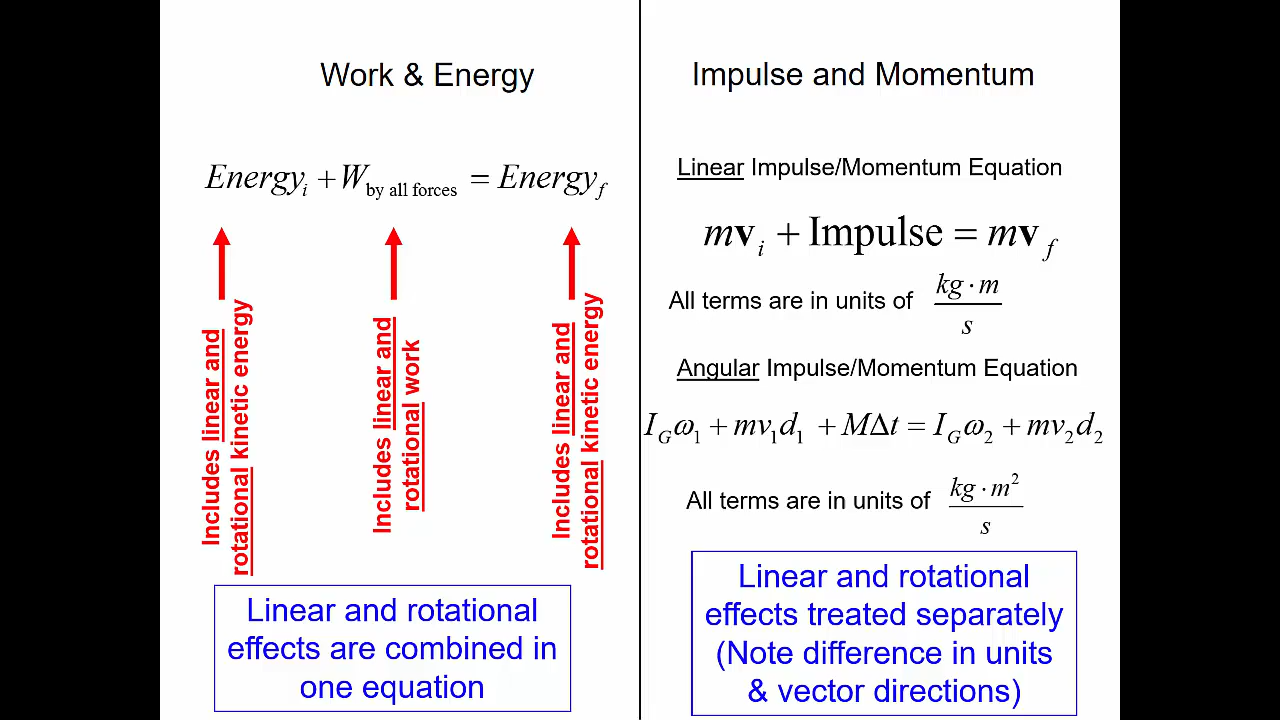 Work & Energy
Energy_i + W_by all forces = Energy_f
Includes linear and
rotational kinetic energy
Includes linear and
rotational work
Includes linear and
rotational kinetic energy
Linear and rotational
effects are combined in
one equation
Impulse and Momentum
Linear Impulse/Momentum Equation
mv_i + Impulse = mv_f
All terms are in units of kg·m/s
Angular Impulse/Momentum Equation
I_Gω_1 + mv_1d_1 + MΔt = I_Gω_2 + mv_2d_2
All terms are in units of kg·m²/s
Linear and rotational
effects treated separately
(Note difference in units
& vector directions)